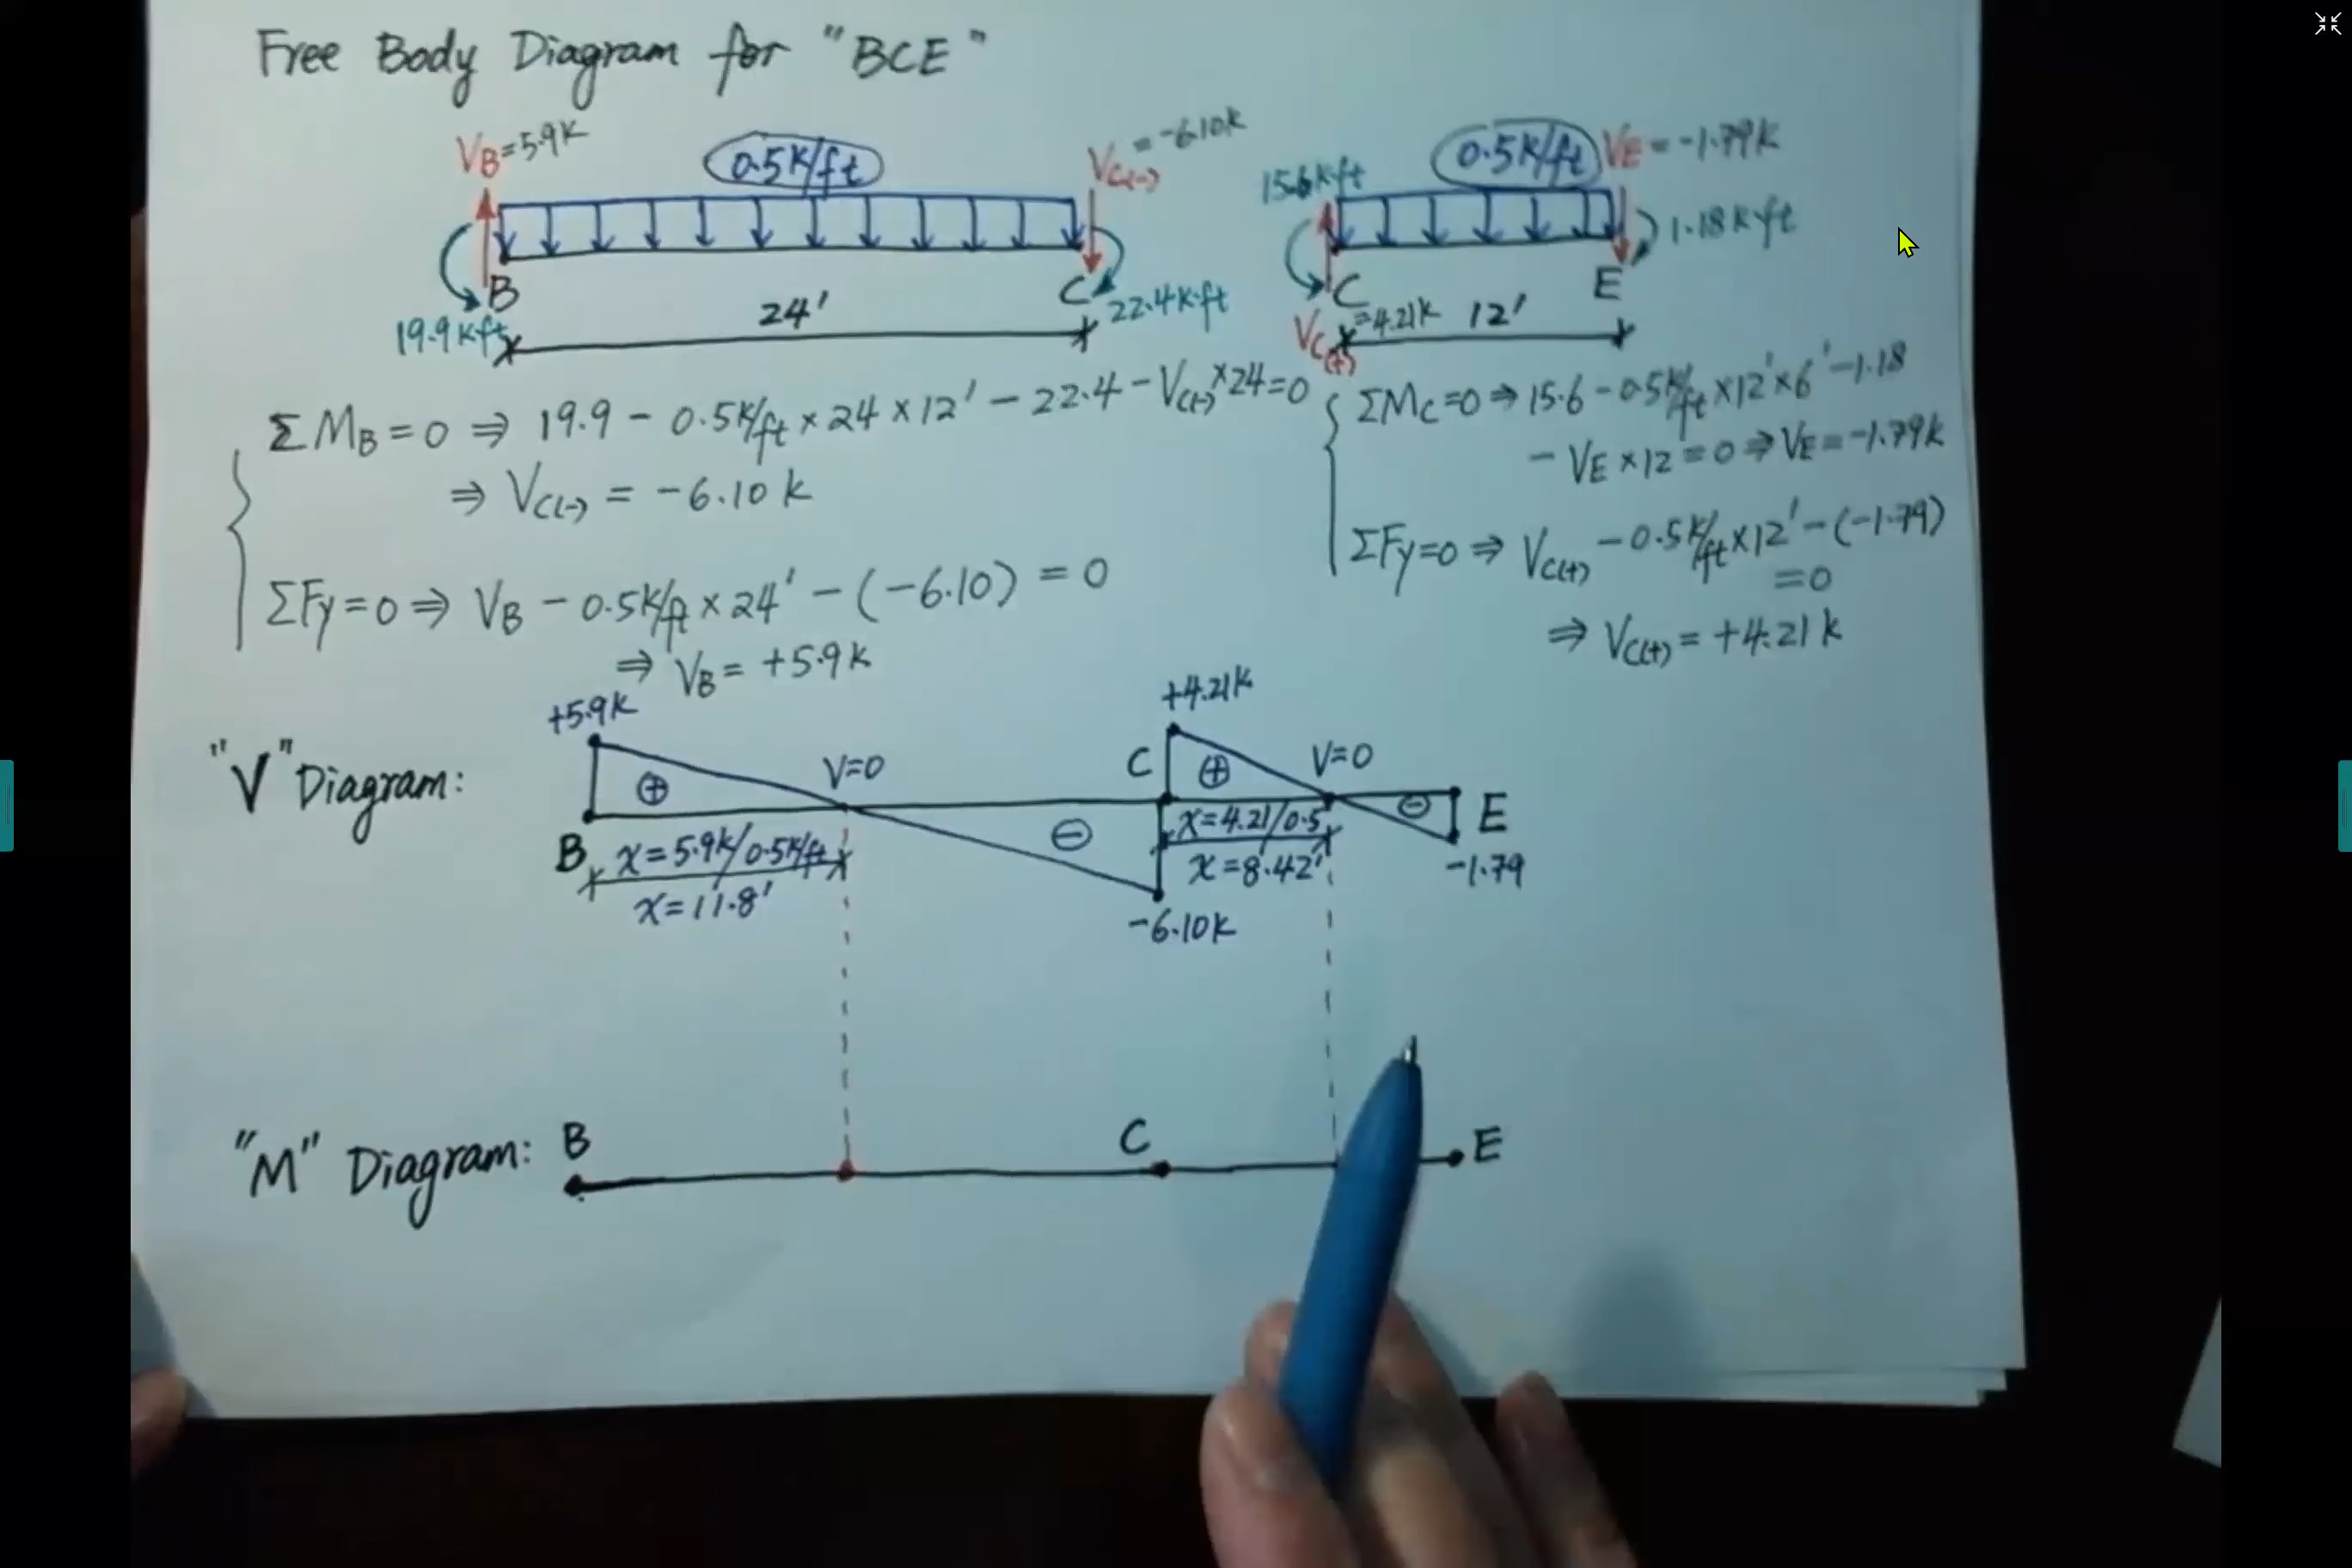 Free Body Diagram for "BCE"
VB=5.9K
0.5K/ft
VC(-) = -6.10K
19.9 K·ft
B
24'
C
22.4 K·ft
15.6 K·ft
0.5K/ft
VE = -1.79K
1.18 K·ft
C
E
VC(+) =4.21K
12'
ΣMB=0 ⇒ 19.9 - 0.5K/ft × 24 × 12' - 22.4 - VC(-) × 24 = 0
⇒ VC(-) = -6.10 K
ΣFy=0 ⇒ VB - 0.5K/ft × 24' - (-6.10) = 0
⇒ VB = +5.9K
ΣMC=0 ⇒ 15.6 - 0.5K/ft × 12' × 6' - 1.18
- VE × 12 = 0 ⇒ VE = -1.79K
ΣFy=0 ⇒ VC(+) - 0.5K/ft × 12' - (-1.79)
=0
⇒ VC(+) = +4.21 K
"V" Diagram:
+5.9K
⊕
V=0
B
x=5.9K/0.5K/ft
x=11.8'
⊖
-6.10K
+4.21K
C
⊕
V=0
x=4.21/0.5
x=8.42'
⊖
E
-1.79
"M" Diagram:
B
C
E